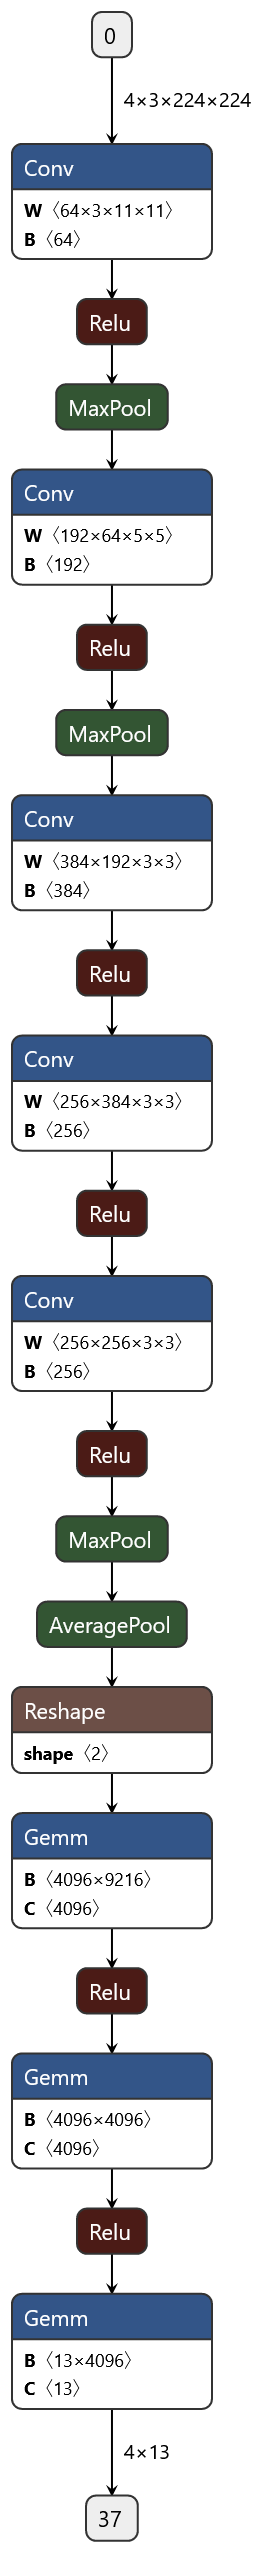 0
4×3×224×224
Conv
W〈64×3×11×11〉
B〈64〉
Relu
MaxPool
Conv
W〈192×64×5×5〉
B〈192〉
Relu
MaxPool
Conv
W〈384×192×3×3〉
B〈384〉
Relu
Conv
W〈256×384×3×3〉
B〈256〉
Relu
Conv
W〈256×256×3×3〉
B〈256〉
Relu
MaxPool
AveragePool
Reshape
shape〈2〉
Gemm
B〈4096×9216〉
C〈4096〉
Relu
Gemm
B〈4096×4096〉
C〈4096〉
Relu
Gemm
B〈13×4096〉
C〈13〉
4×13
37